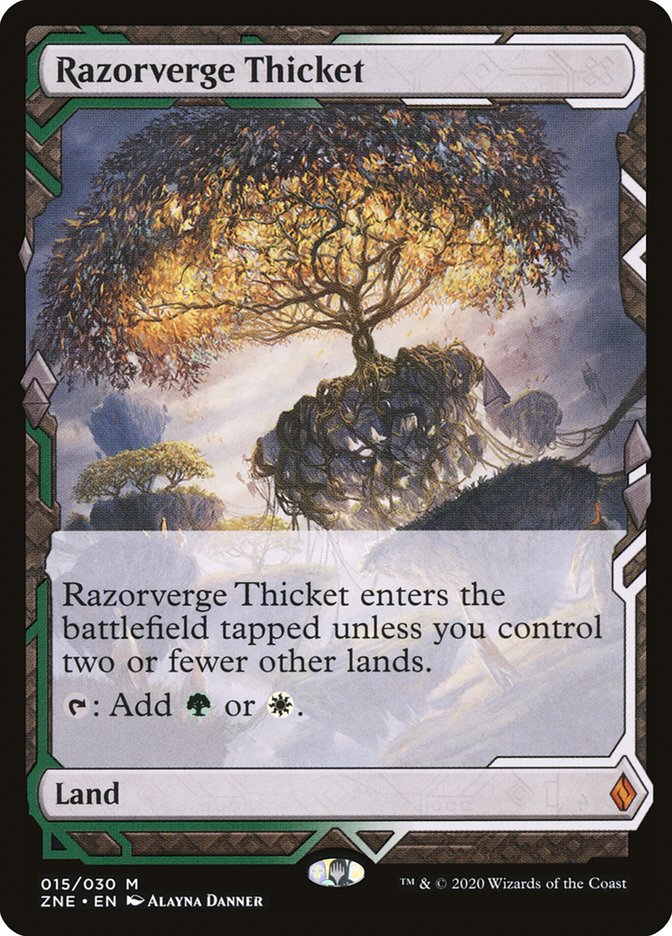 Razorverge Thicket
Razorverge Thicket enters the
battlefield tapped unless you control
two or fewer other lands.
: Add or .
Land
015/030 M
ZNE • EN Alayna Danner
™ & © 2020 Wizards of the Coast